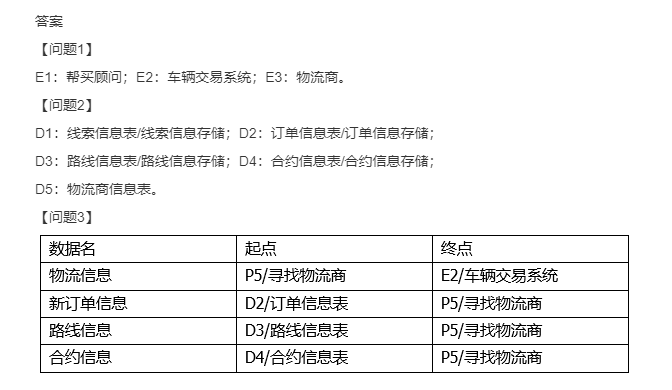 答案
【问题1】
E1：帮买顾问；E2：车辆交易系统；E3：物流商。
【问题2】
D1：线索信息表/线索信息存储；D2：订单信息表/订单信息存储；
D3：路线信息表/路线信息存储；D4：合约信息表/合约信息存储；
D5：物流商信息表。
【问题3】
数据名 起点 终点
物流信息 P5/寻找物流商 E2/车辆交易系统
新订单信息 D2/订单信息表 P5/寻找物流商
路线信息 D3/路线信息表 P5/寻找物流商
合约信息 D4/合约信息表 P5/寻找物流商